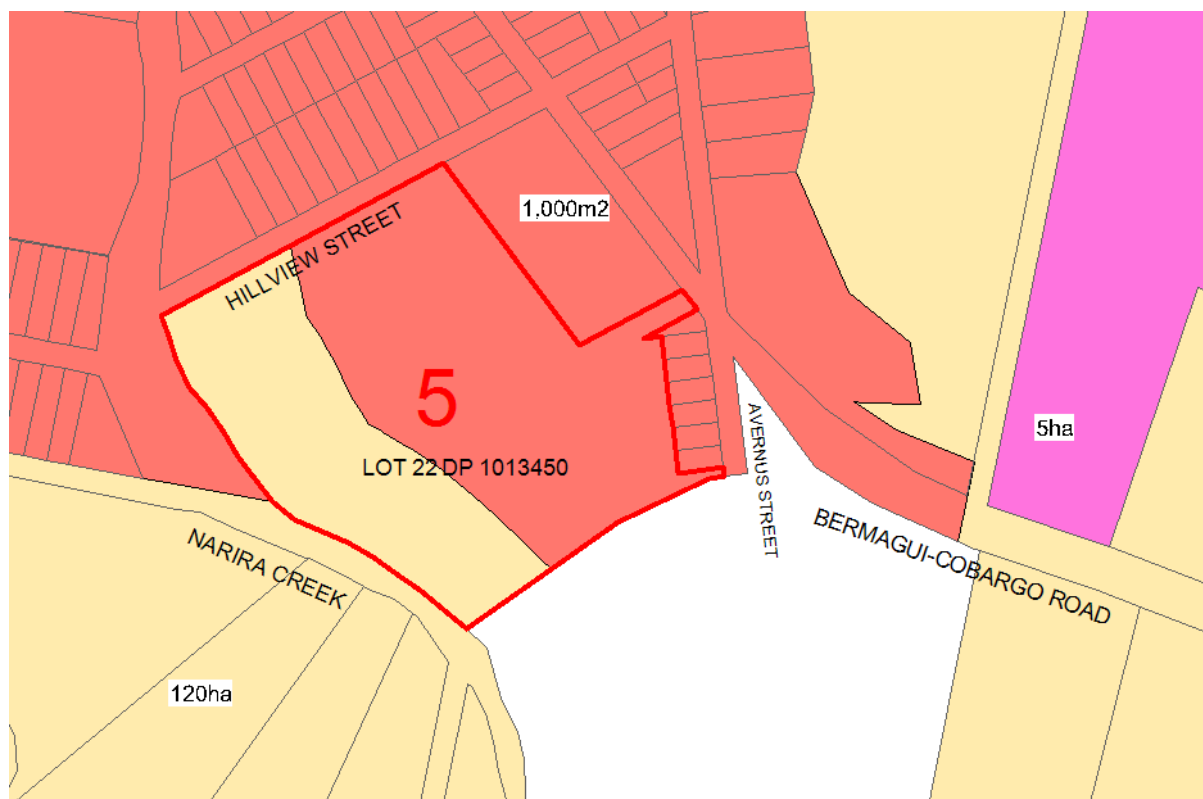 1,000m2
HILLVIEW STREET
5
5ha
LOT 22 DP 1013450
AVERNUS STREET
BERMAGUI-COBARGO ROAD
NARIRA CREEK
120ha